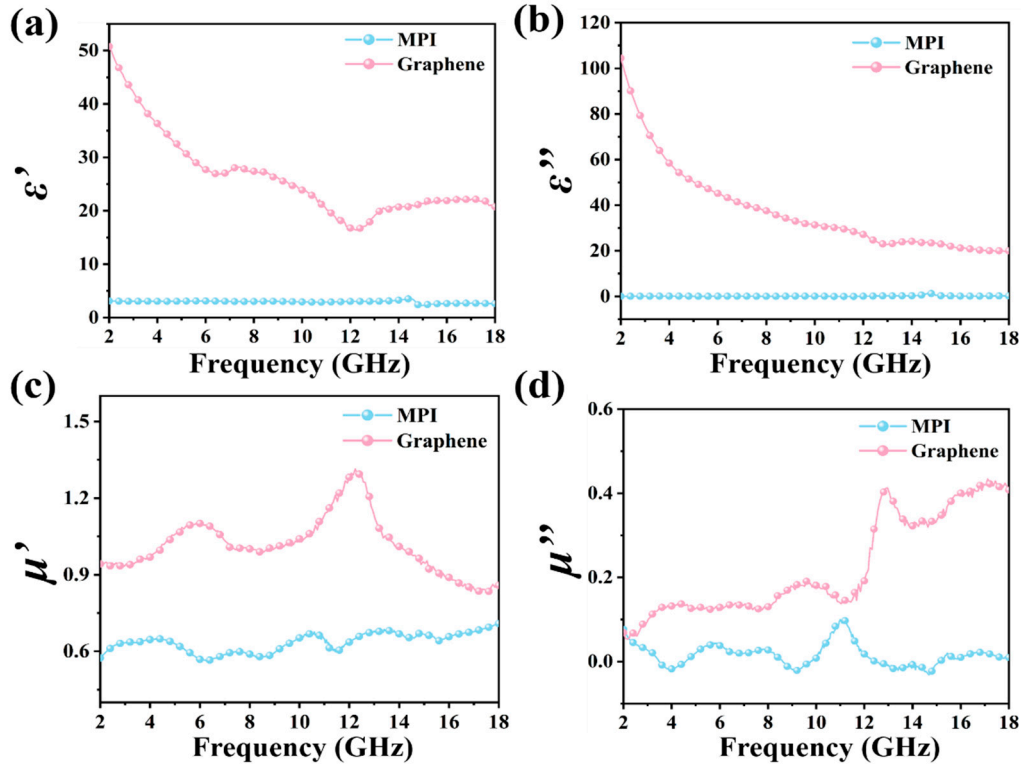 (a)
MPI
Graphene
50
40
30
20
10
0
ε’
2 4 6 8 10 12 14 16 18
Frequency (GHz)
(b)
MPI
Graphene
120
100
80
60
40
20
0
ε’’
2 4 6 8 10 12 14 16 18
Frequency (GHz)
(c)
MPI
Graphene
1.5
1.2
0.9
0.6
μ’
2 4 6 8 10 12 14 16 18
Frequency (GHz)
(d)
MPI
Graphene
0.6
0.4
0.2
0.0
μ’’
2 4 6 8 10 12 14 16 18
Frequency (GHz)